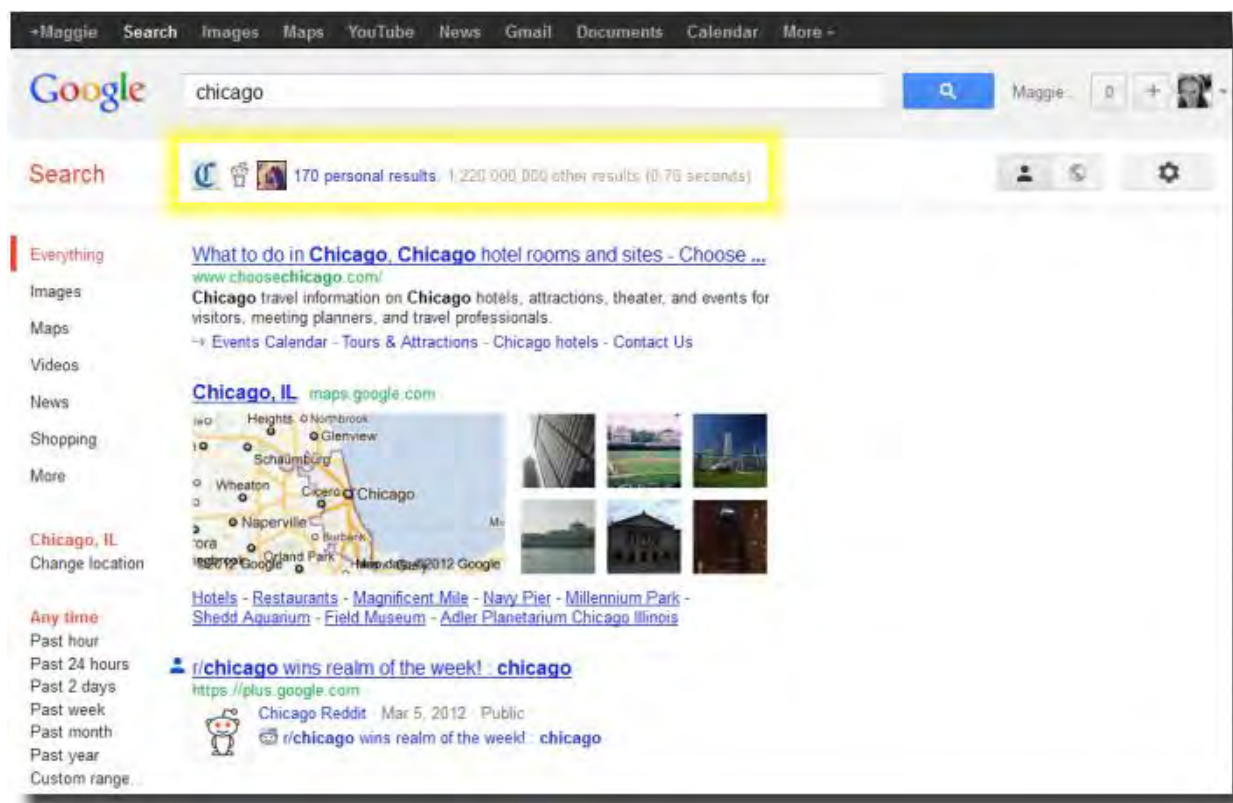 +Maggie Search Images Maps YouTube News Gmail Documents Calendar More
Google
chicago
Maggie
0 +
Search
170 personal results. 1,220,000,000 other results (0.76 seconds)
Everything
Images
Maps
Videos
News
Shopping
More
Chicago, IL
Change location
Any time
Past hour
Past 24 hours
Past 2 days
Past week
Past month
Past year
Custom range...
What to do in Chicago, Chicago hotel rooms and sites - Choose ...
www.choosechicago.com/
Chicago travel information on Chicago hotels, attractions, theater, and events for
visitors, meeting planners, and travel professionals.
→ Events Calendar - Tours & Attractions - Chicago hotels - Contact Us
Chicago, IL maps.google.com
Heights Northbrook
Glenview
Schaumburg
Wheaton Cicero Chicago
Naperville
Burbank
Orland Park
©2012 Google Map data ©2012 Google
Hotels - Restaurants - Magnificent Mile - Navy Pier - Millennium Park -
Shedd Aquarium - Field Museum - Adler Planetarium Chicago Illinois
r/chicago wins realm of the week! : chicago
https://plus.google.com
Chicago Reddit - Mar 5, 2012 - Public
r/chicago wins realm of the week! : chicago